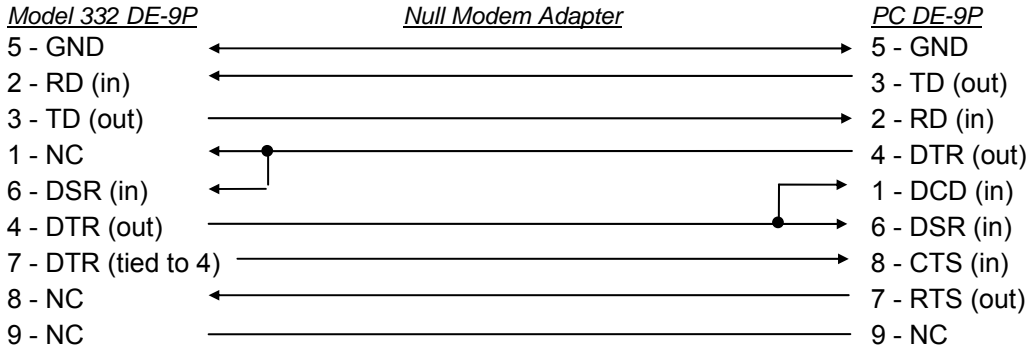 Model 332 DE-9P Null Modem Adapter PC DE-9P
5 - GND 5 - GND
2 - RD (in) 3 - TD (out)
3 - TD (out) 2 - RD (in)
1 - NC 4 - DTR (out)
6 - DSR (in) 1 - DCD (in)
4 - DTR (out) 6 - DSR (in)
7 - DTR (tied to 4) 8 - CTS (in)
8 - NC 7 - RTS (out)
9 - NC 9 - NC